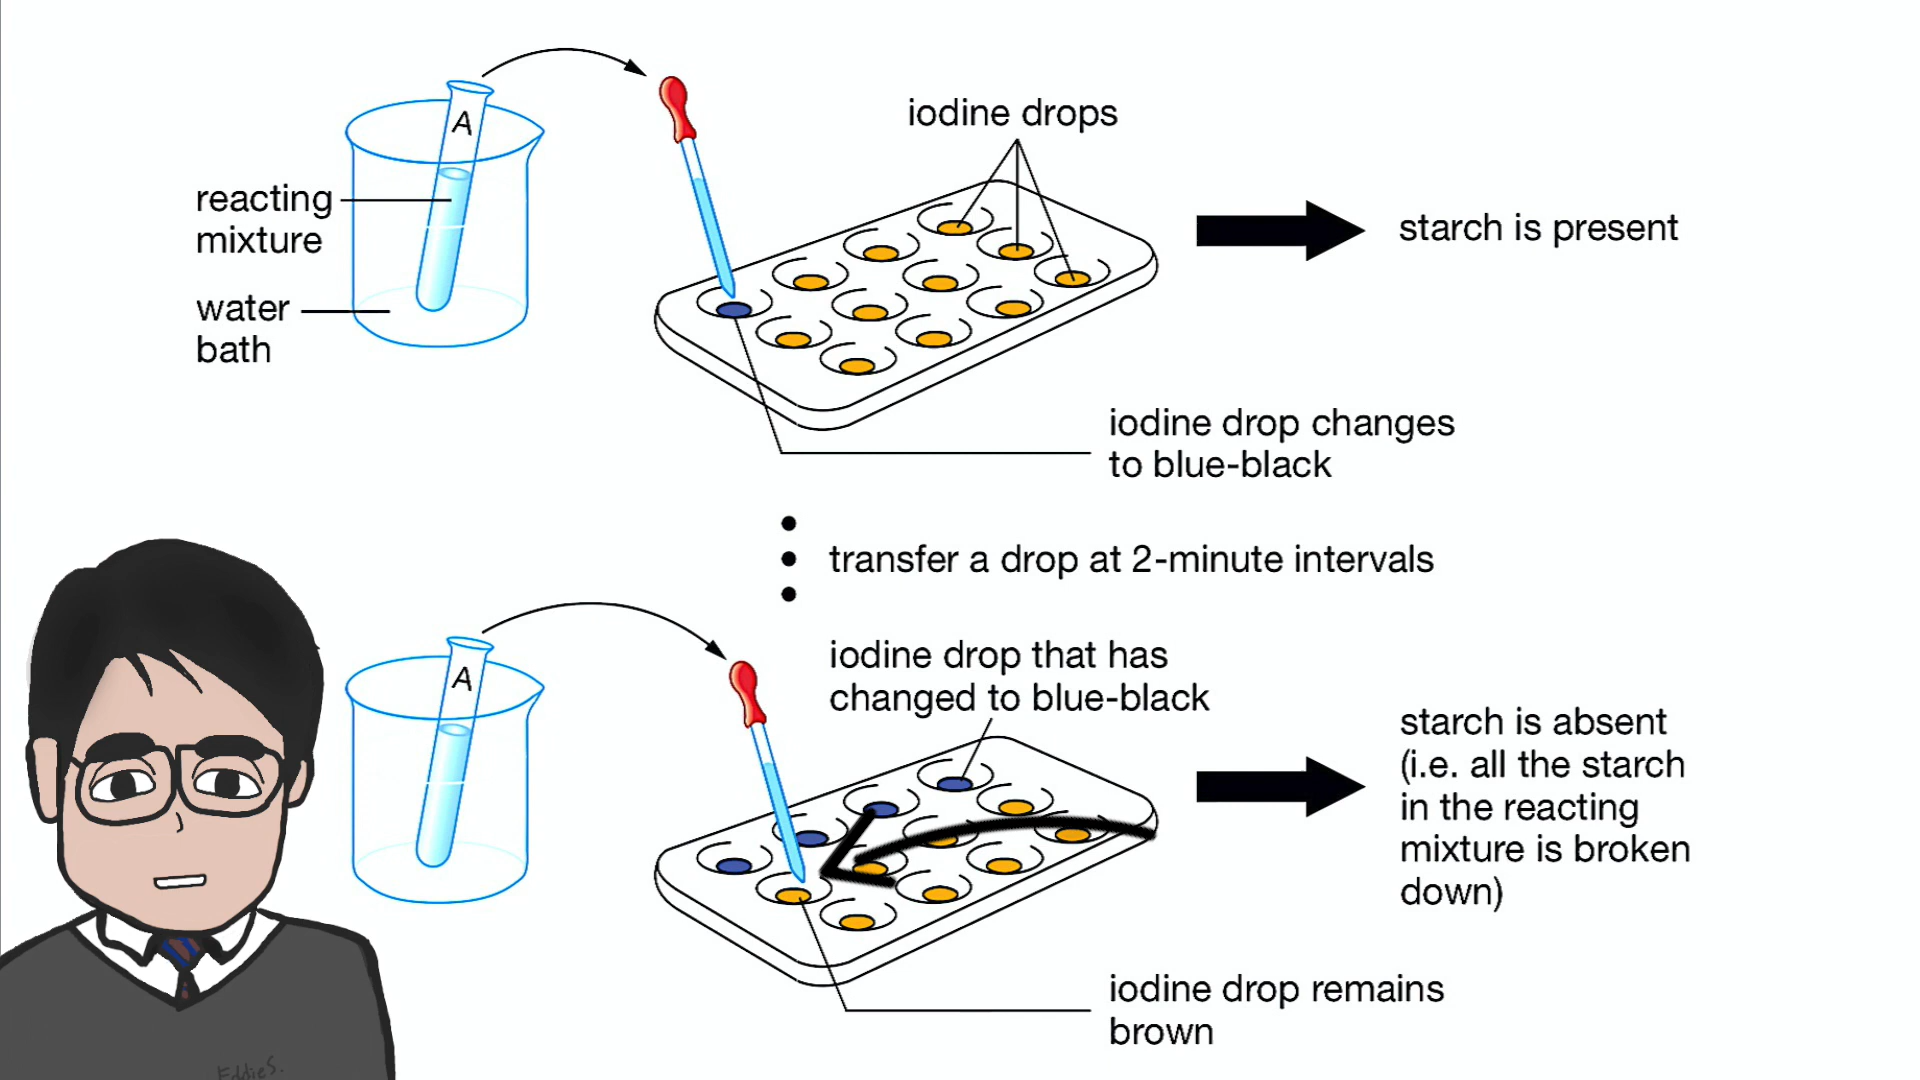 A
iodine drops
reacting
mixture
starch is present
water
bath
iodine drop changes
to blue-black
transfer a drop at 2-minute intervals
iodine drop that has
changed to blue-black
A
starch is absent
(i.e. all the starch
in the reacting
mixture is broken
down)
iodine drop remains
brown
EddieS.